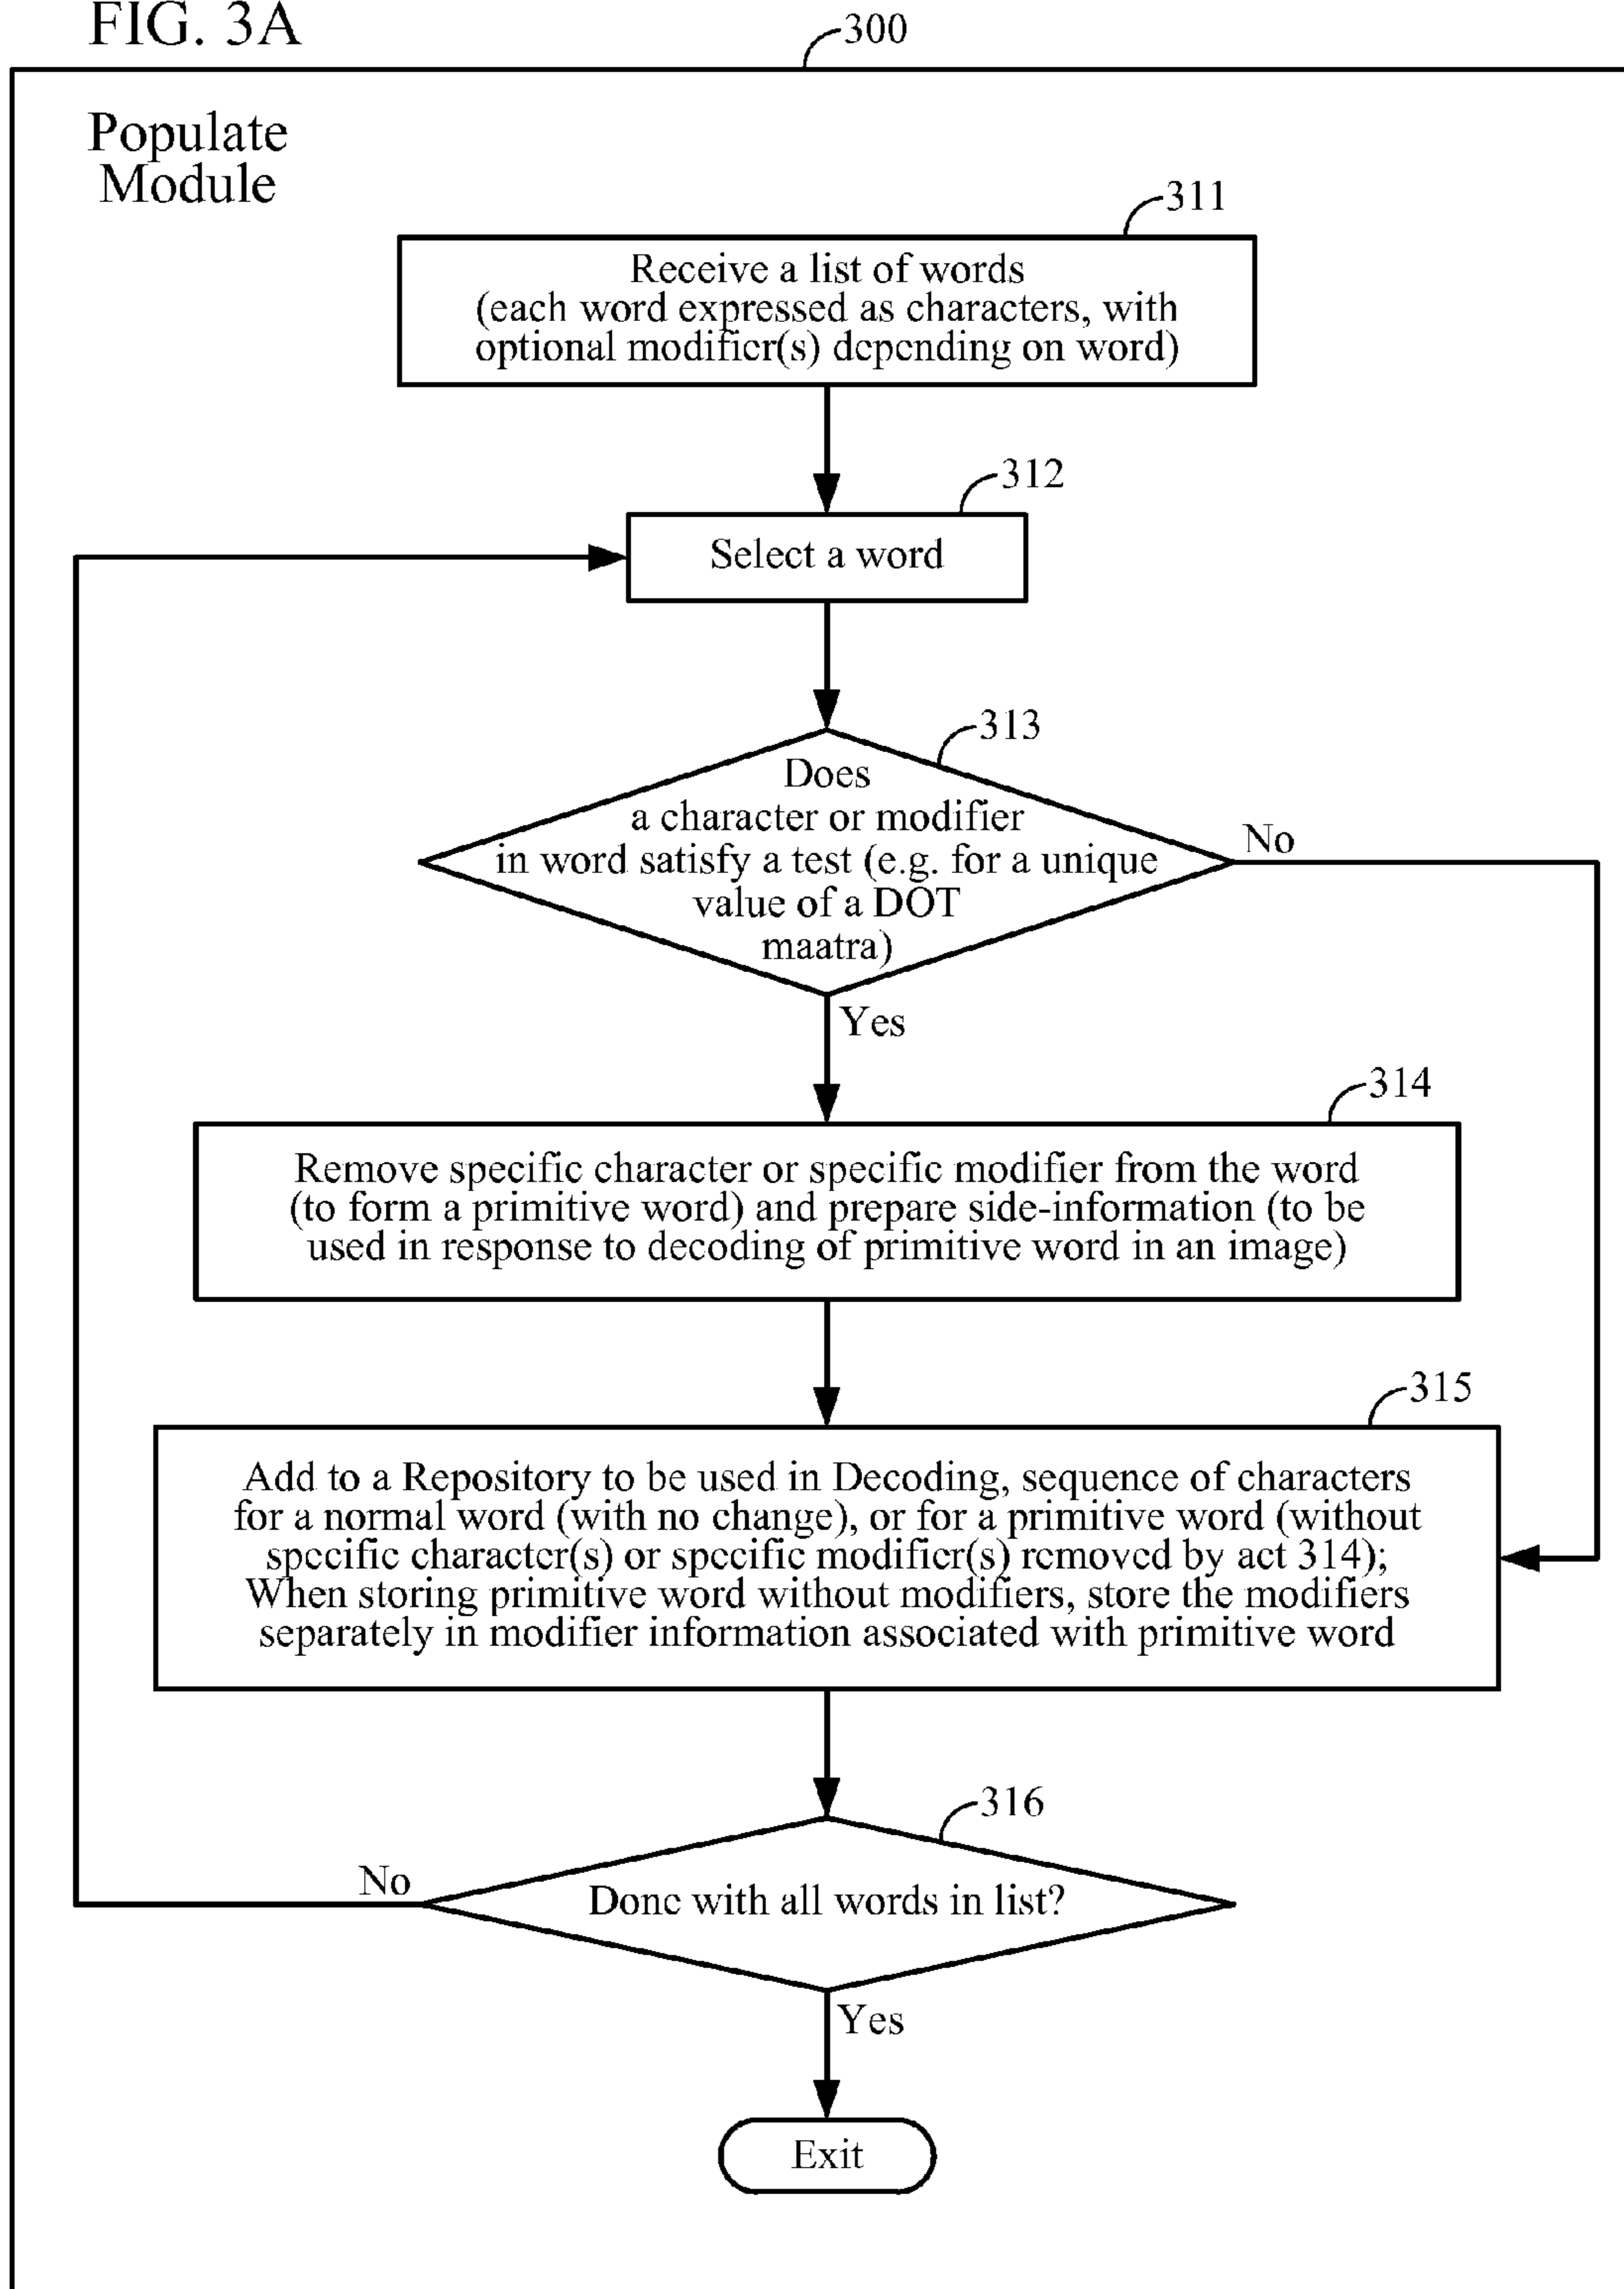 FIG. 3A
300
Populate
Module
311
Receive a list of words
(each word expressed as characters, with
optional modifier(s) depending on word)
312
Select a word
313
Does
a character or modifier
in word satisfy a test (e.g. for a unique
value of a DOT
maatra)
No
Yes
314
Remove specific character or specific modifier from the word
(to form a primitive word) and prepare side-information (to be
used in response to decoding of primitive word in an image)
315
Add to a Repository to be used in Decoding, sequence of characters
for a normal word (with no change), or for a primitive word (without
specific character(s) or specific modifier(s) removed by act 314);
When storing primitive word without modifiers, store the modifiers
separately in modifier information associated with primitive word
316
No
Done with all words in list?
Yes
Exit